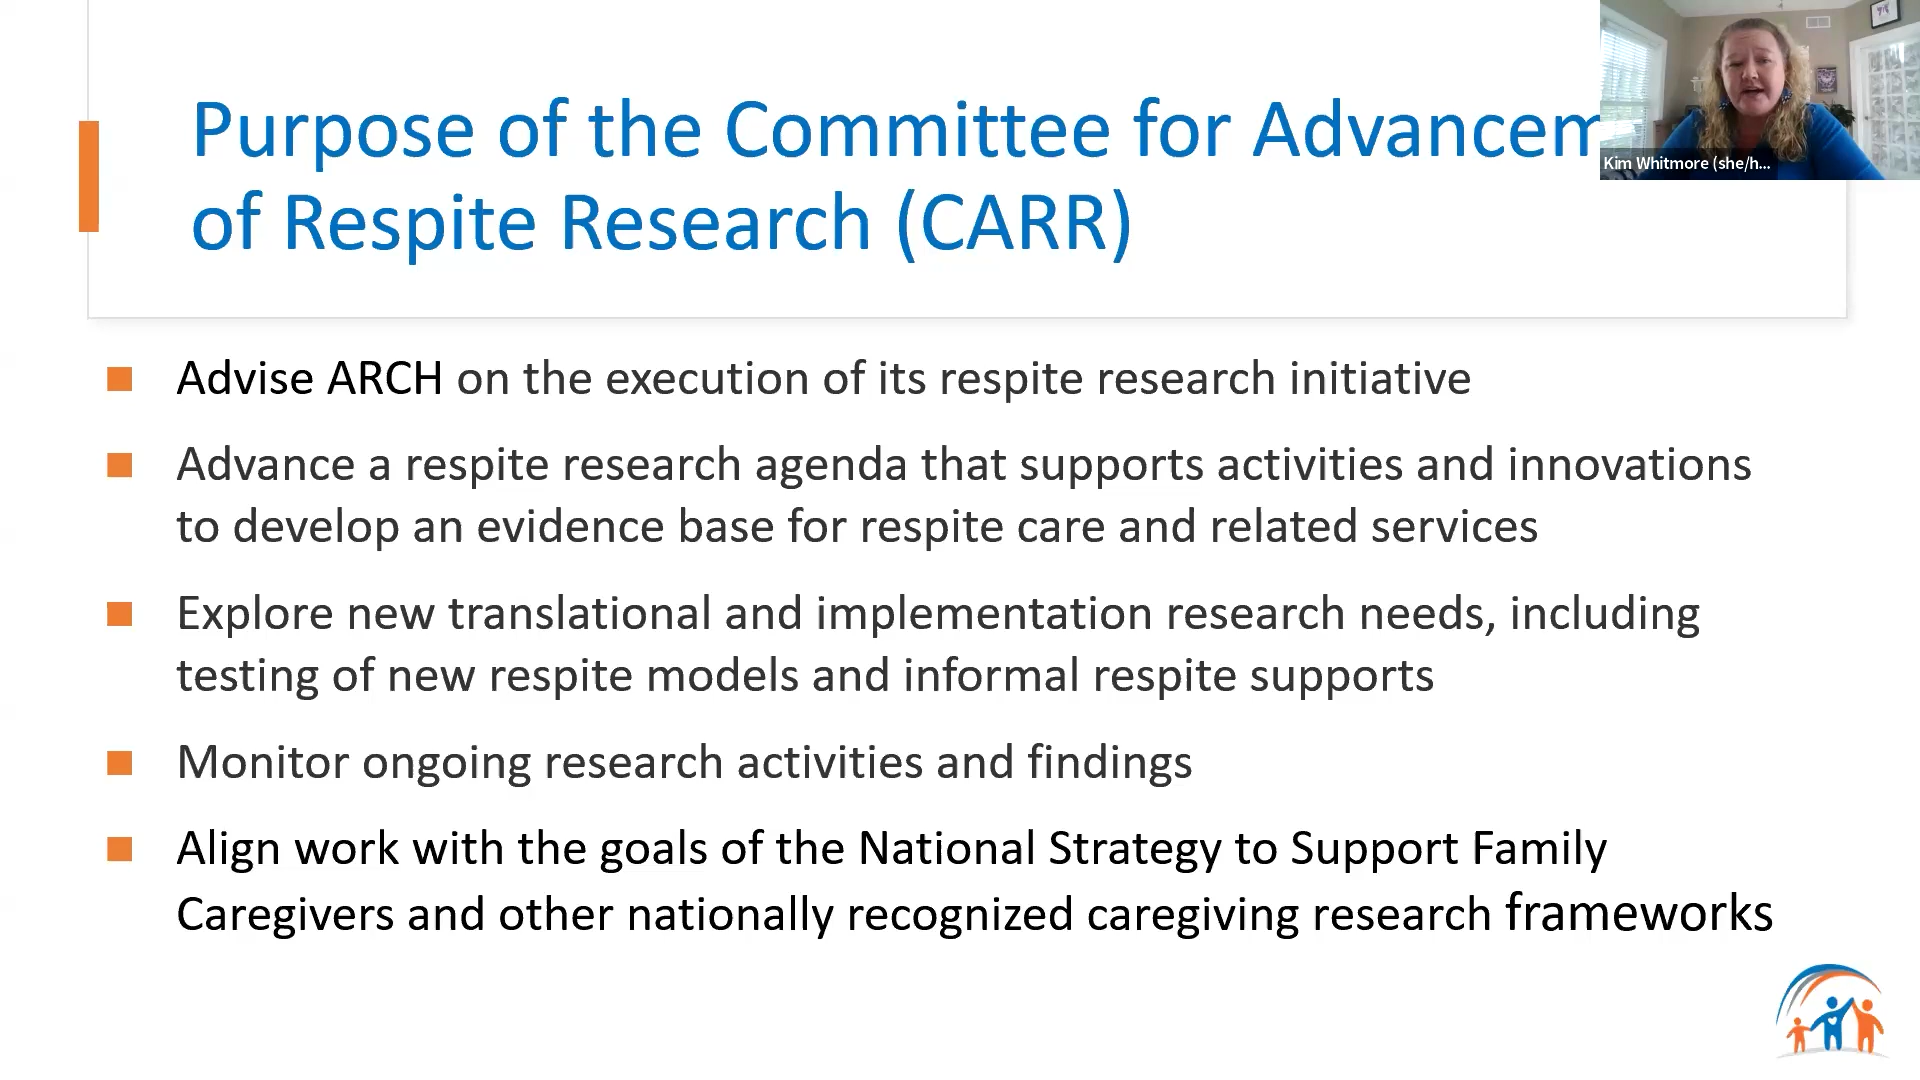 Purpose of the Committee for Advancem
of Respite Research (CARR)
Kim Whitmore (she/h...
Advise ARCH on the execution of its respite research initiative
Advance a respite research agenda that supports activities and innovations
to develop an evidence base for respite care and related services
Explore new translational and implementation research needs, including
testing of new respite models and informal respite supports
Monitor ongoing research activities and findings
Align work with the goals of the National Strategy to Support Family
Caregivers and other nationally recognized caregiving research frameworks